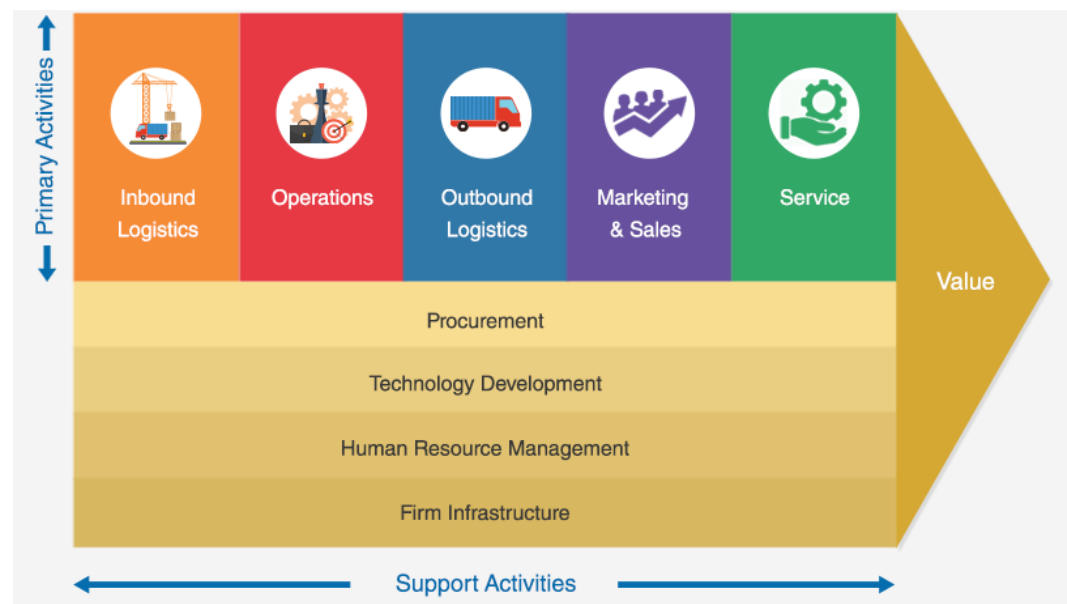 Primary Activities
Inbound
Logistics
Operations
Outbound
Logistics
Marketing
& Sales
Service
Value
Procurement
Technology Development
Human Resource Management
Firm Infrastructure
Support Activities